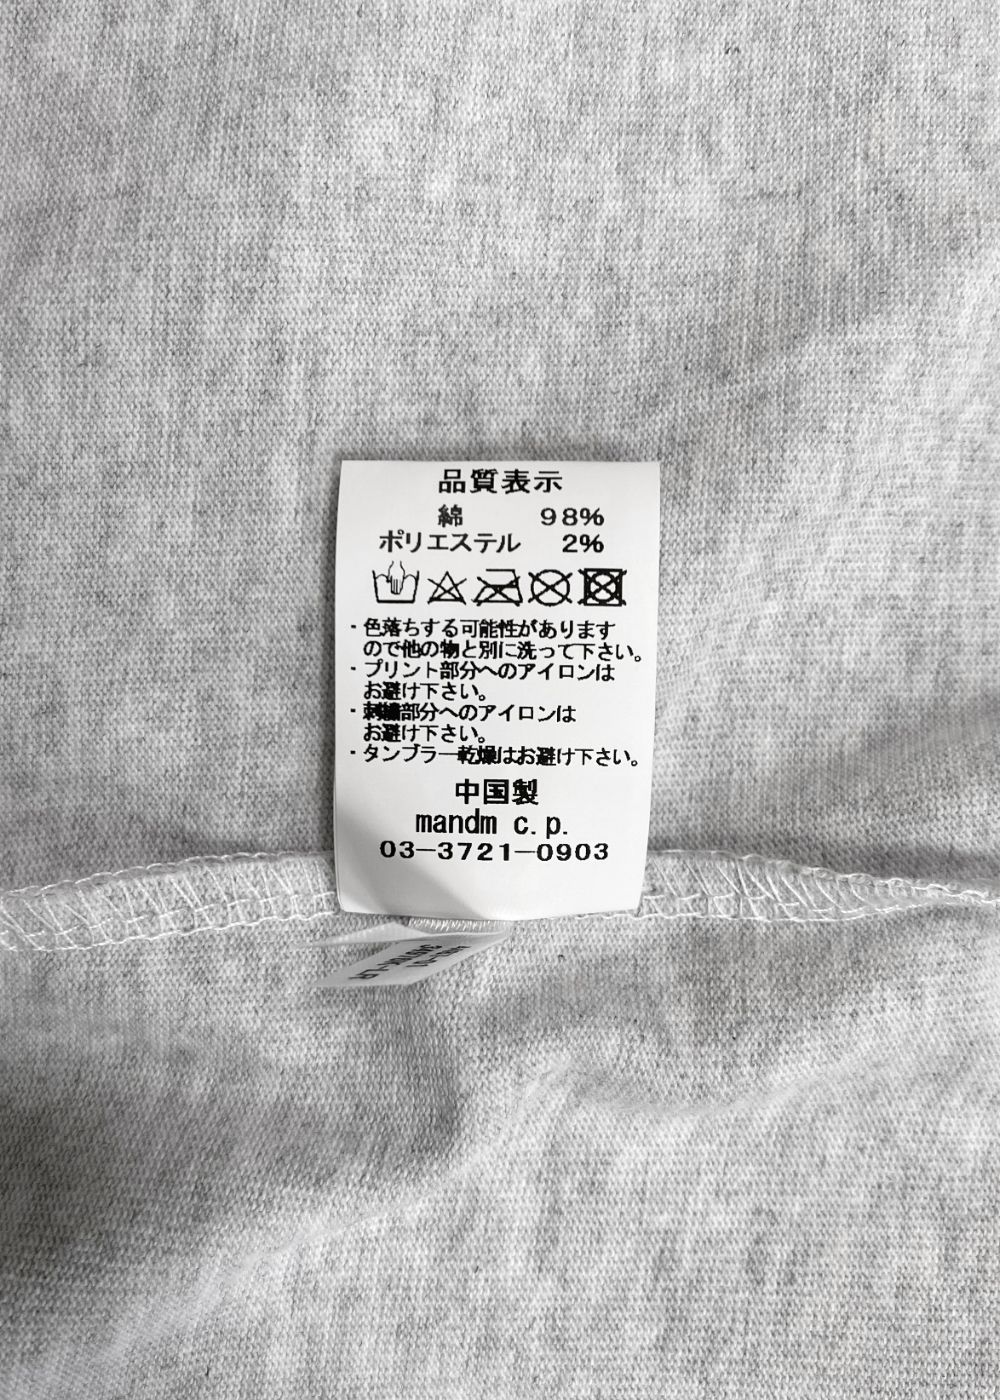 品質表示
綿 98%
ポリエステル 2%
・色落ちする可能性があります
ので他の物と別に洗って下さい。
・プリント部分へのアイロンは
お避け下さい。
・刺繍部分へのアイロンは
お避け下さい。
・タンブラー乾燥はお避け下さい。
中国製
mandm c.p.
03-3721-0903